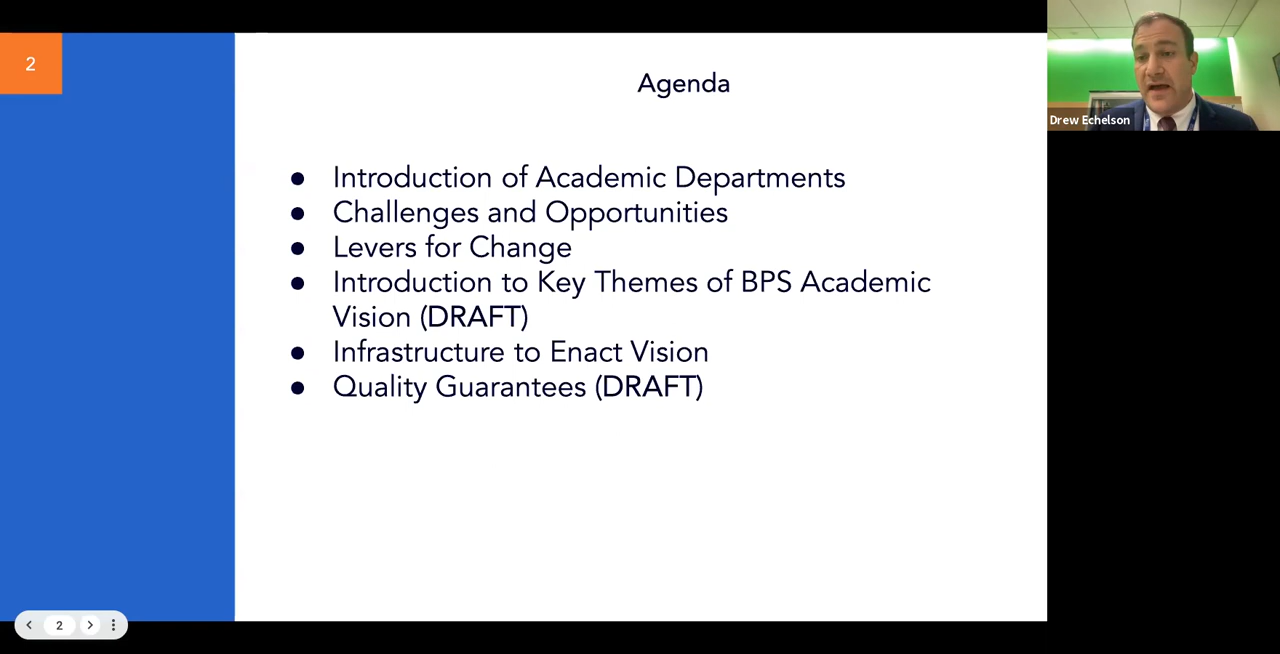 2
Agenda
Drew Echelson
● Introduction of Academic Departments
● Challenges and Opportunities
● Levers for Change
● Introduction to Key Themes of BPS Academic
Vision (DRAFT)
● Infrastructure to Enact Vision
● Quality Guarantees (DRAFT)
2